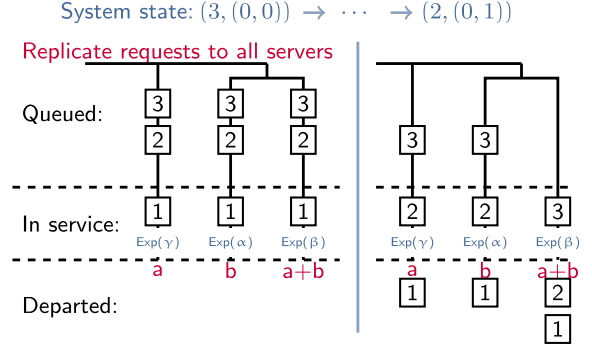 System state: (3, (0, 0)) → ⋯ → (2, (0, 1))
Replicate requests to all servers
3 3 3
Queued:
2 2 2 3 3
In service: 1 1 1 2 2 3
Exp(γ) Exp(α) Exp(β) Exp(γ) Exp(α) Exp(β)
a b a+b a b a+b
1 1 2
Departed:
1